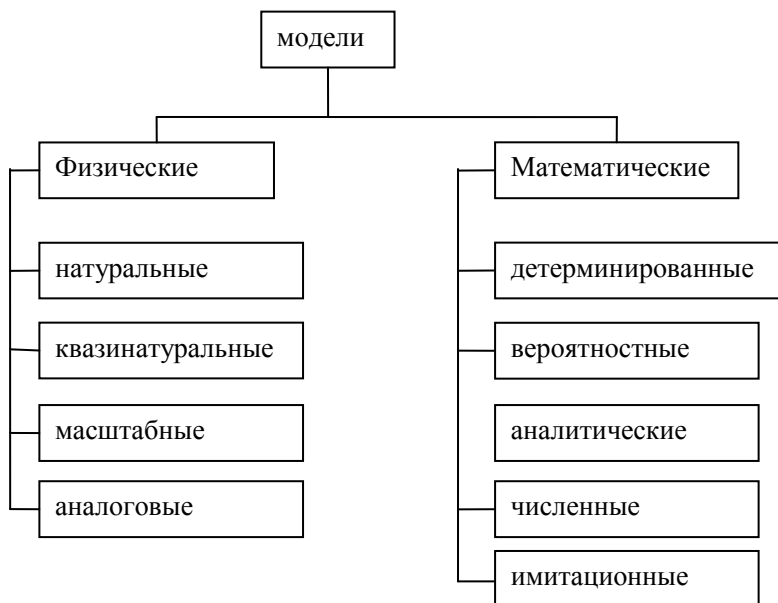 модели
Физические
натуральные
квазинатуральные
масштабные
аналоговые
Математические
детерминированные
вероятностные
аналитические
численные
имитационные